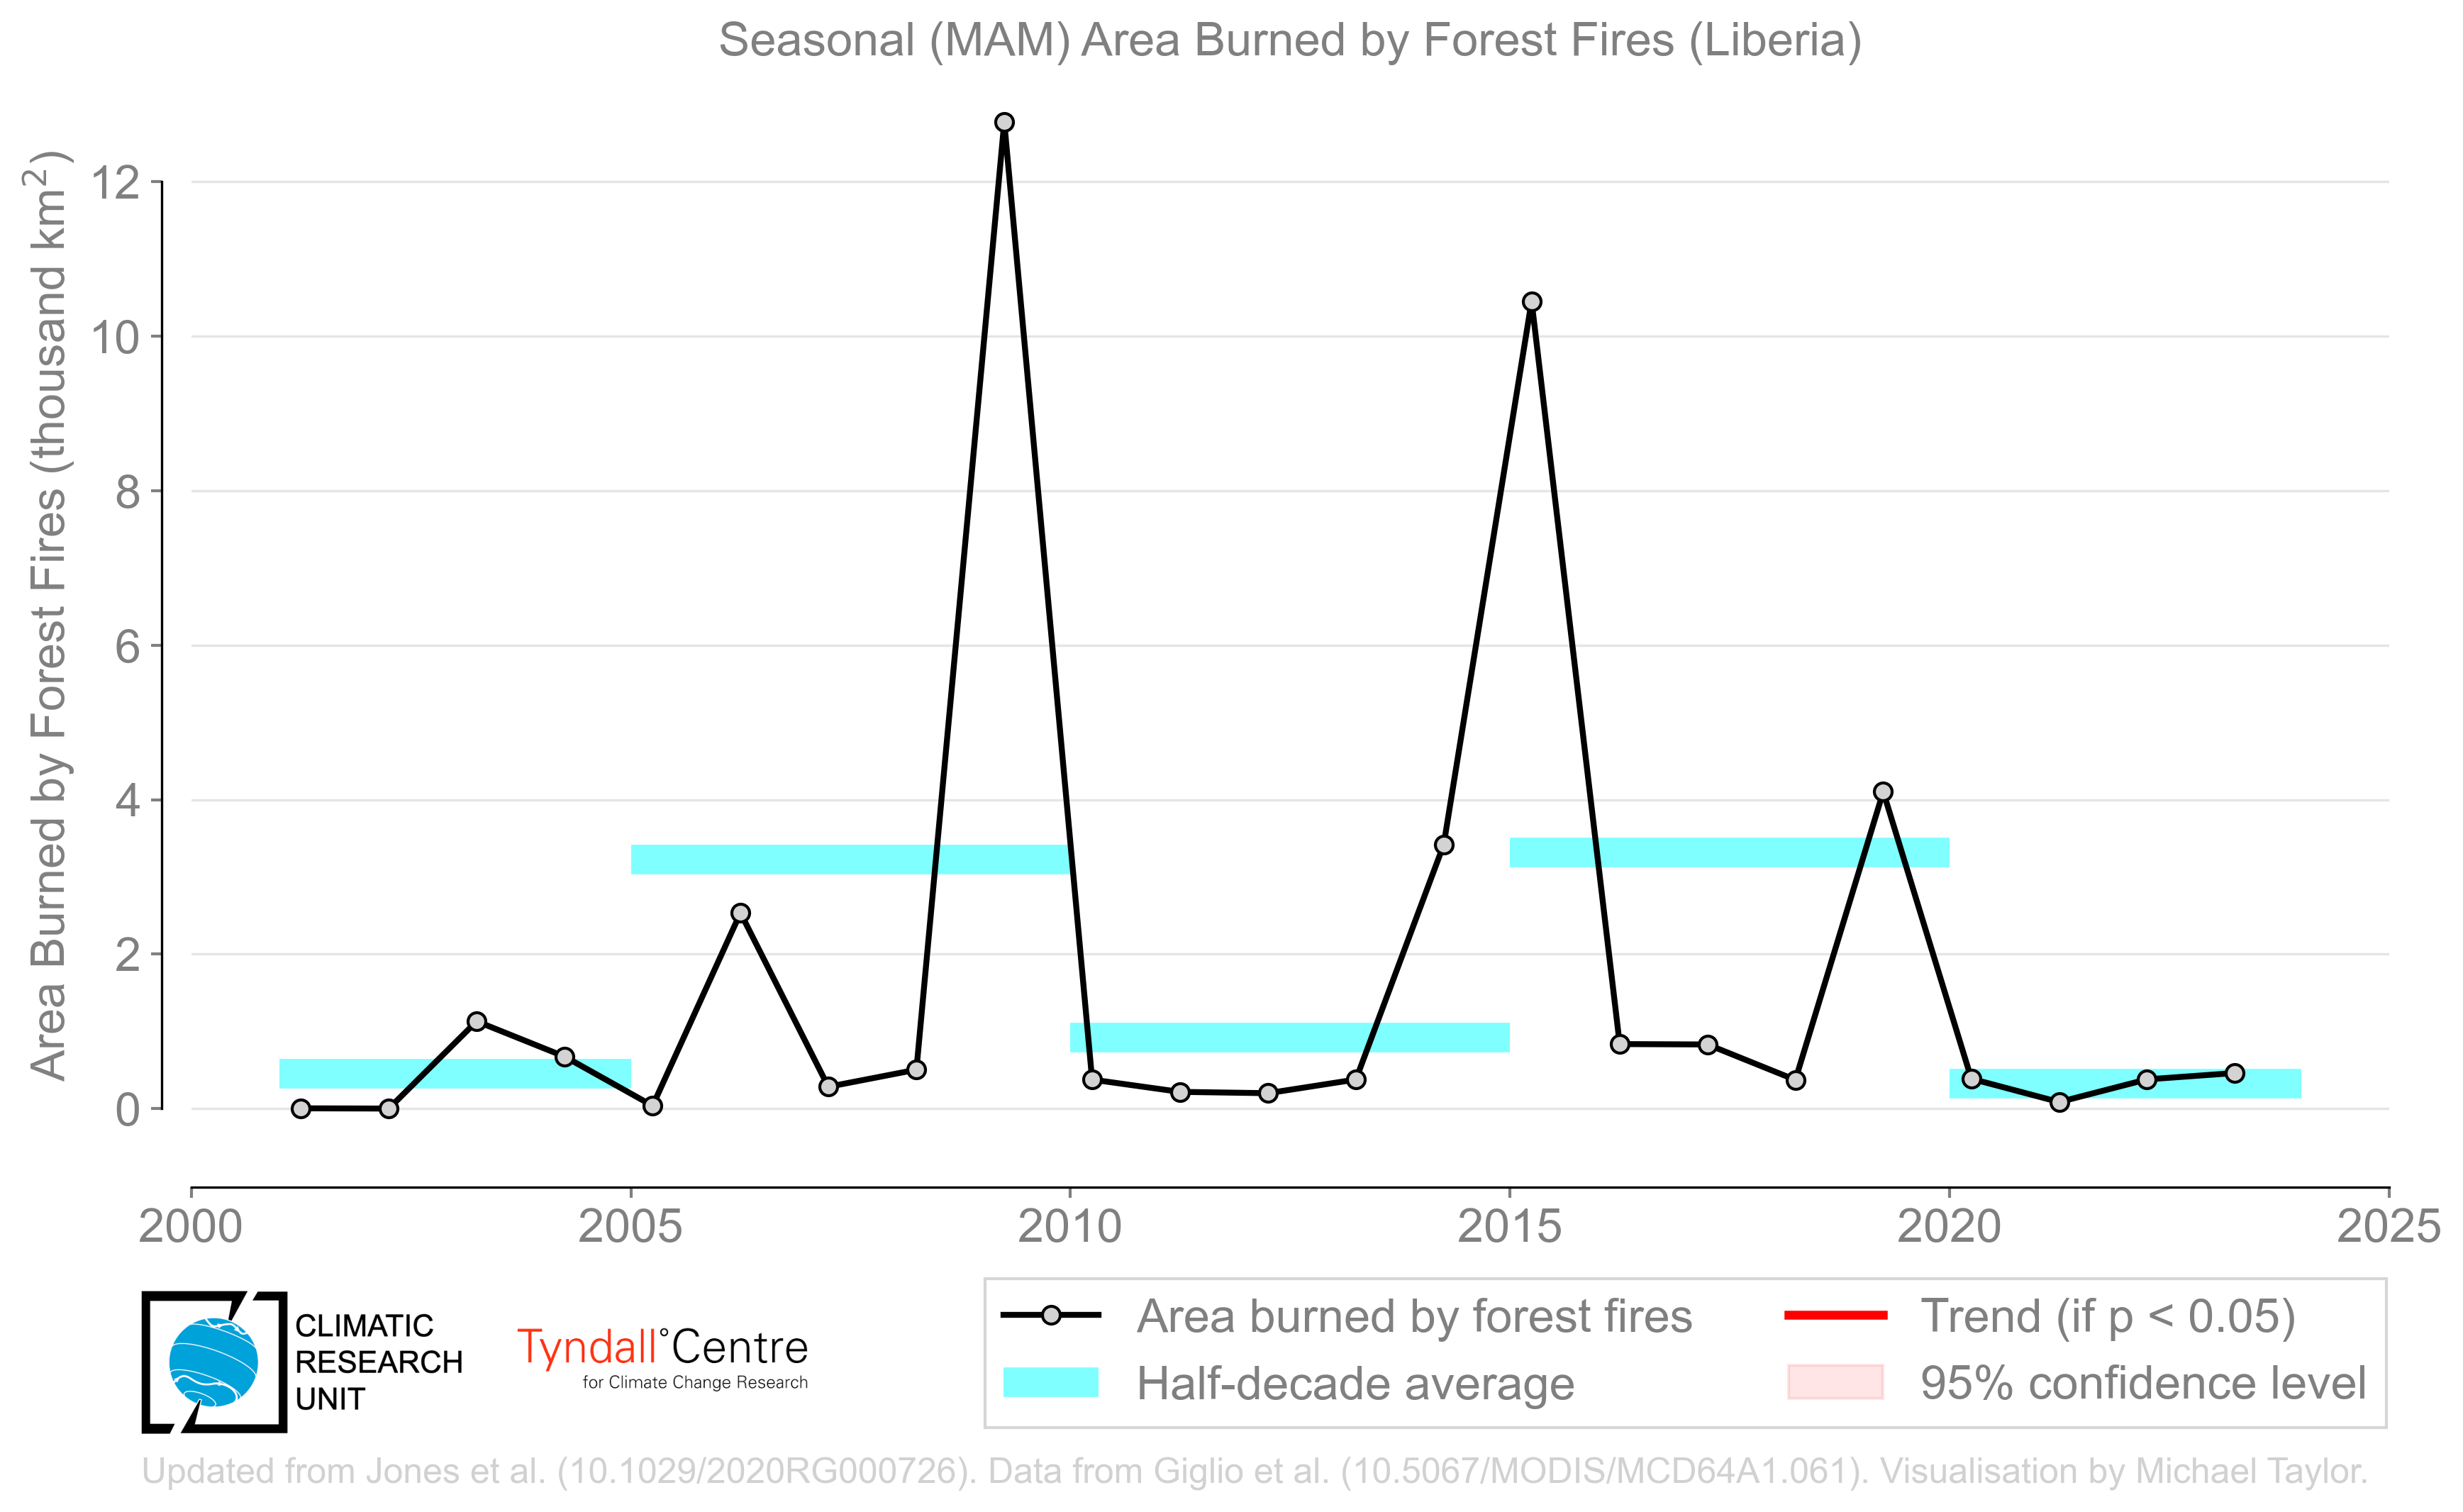 Seasonal (MAM) Area Burned by Forest Fires (Liberia)
Area Burned by Forest Fires (thousand km²)
12
10
8
6
4
2
0
2000
2005
2010
2015
2020
2025
Area burned by forest fires
Trend (if p < 0.05)
Half-decade average
95% confidence level
CLIMATIC
RESEARCH
UNIT
Tyndall°Centre
for Climate Change Research
Updated from Jones et al. (10.1029/2020RG000726). Data from Giglio et al. (10.5067/MODIS/MCD64A1.061). Visualisation by Michael Taylor.